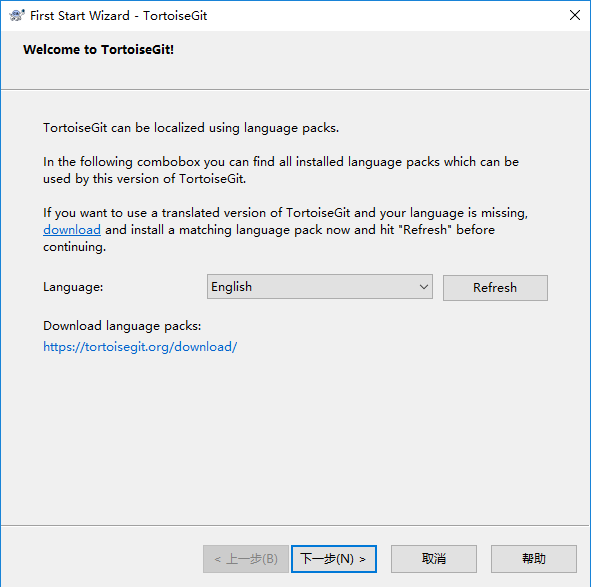 First Start Wizard - TortoiseGit
Welcome to TortoiseGit!
TortoiseGit can be localized using language packs.
In the following combobox you can find all installed language packs which can be
used by this version of TortoiseGit.
If you want to use a translated version of TortoiseGit and your language is missing,
download and install a matching language pack now and hit "Refresh" before
continuing.
Language: English Refresh
Download language packs:
https://tortoisegit.org/download/
< 上一步(B) 下一步(N) > 取消 帮助